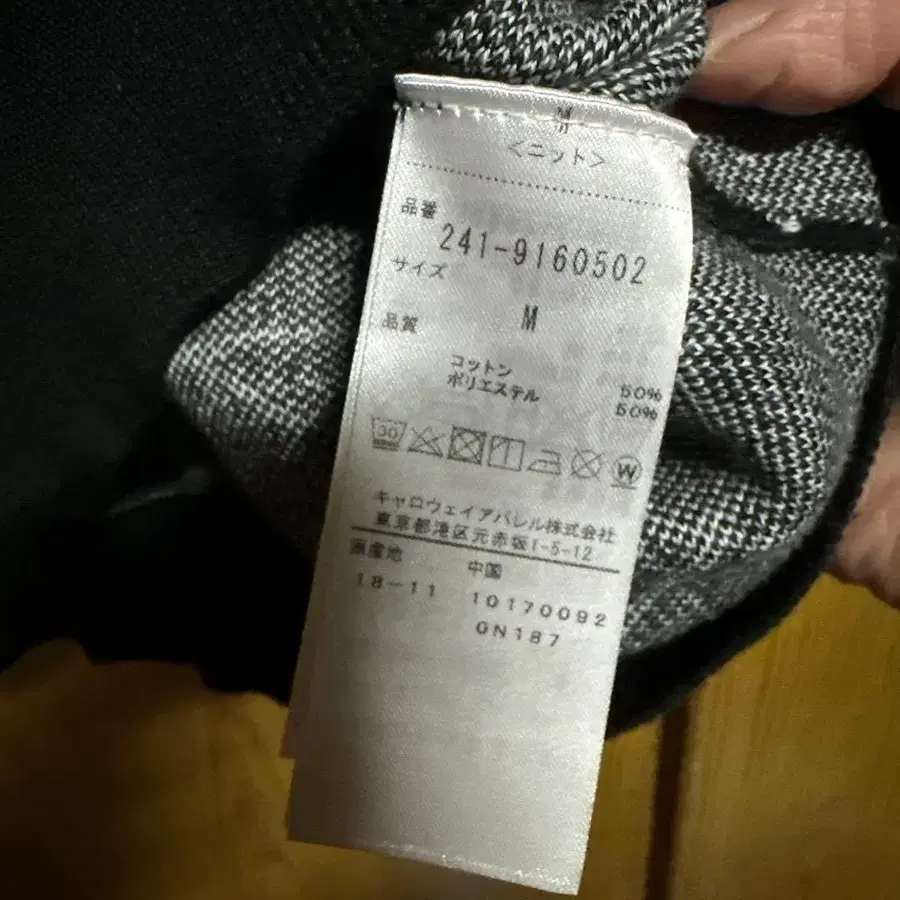 M
<ニット>
品番
241-9160502
サイズ
M
品質
コットン 50%
ポリエステル 50%
30
W
キャロウェイアパレル株式会社
東京都港区元赤坂1-5-12
原産地 中国
18-11 10170092
GN187